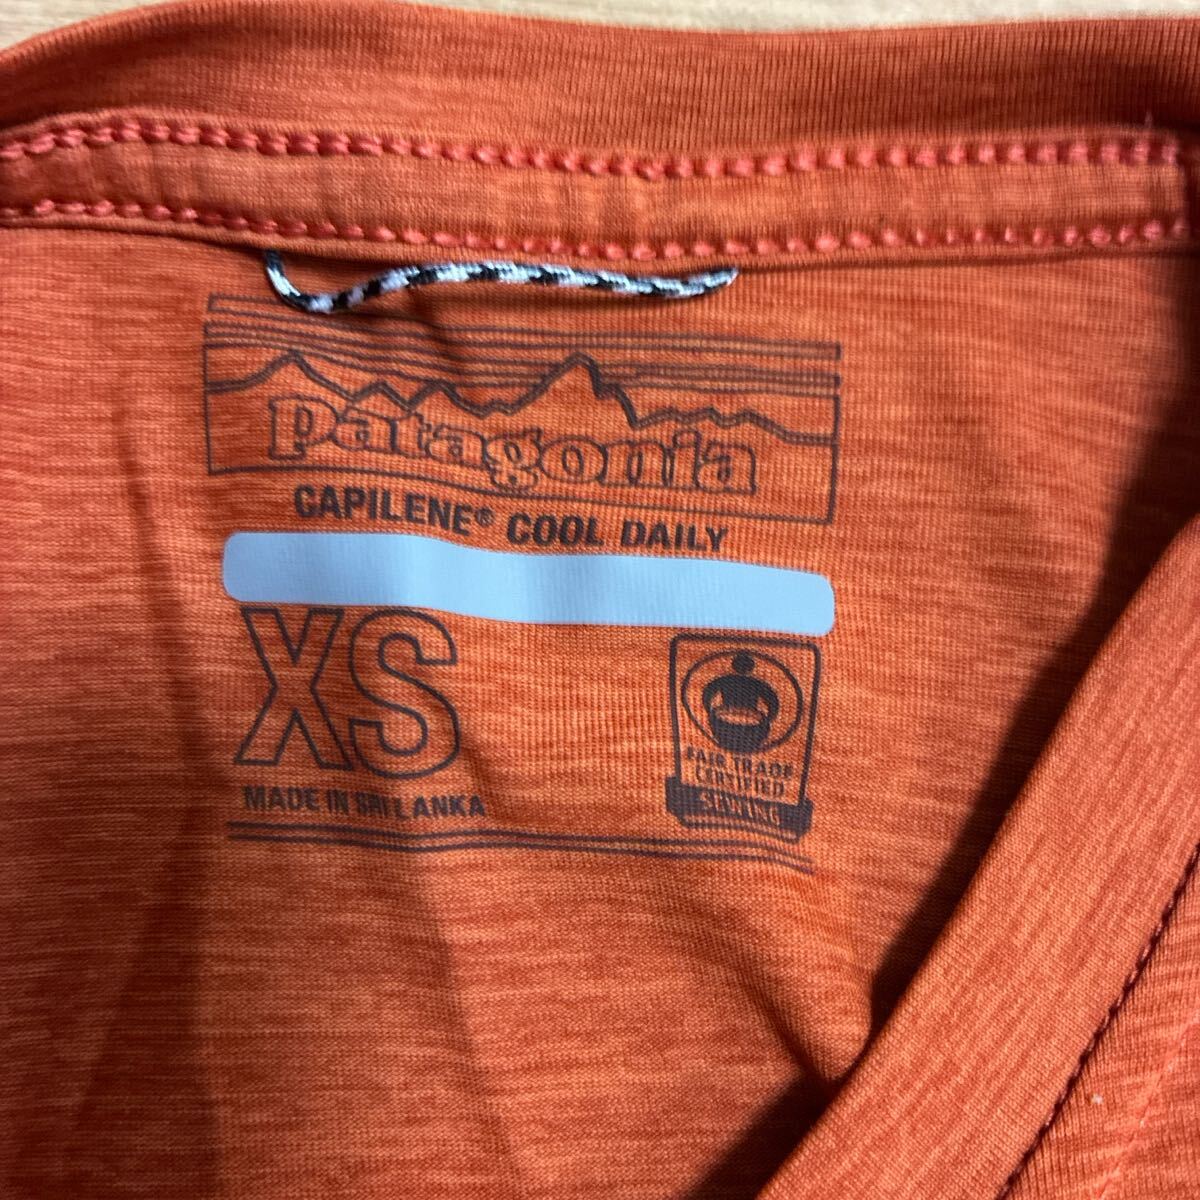 patagonia
CAPILENE® COOL DAILY
XS
MADE IN SRI LANKA
FAIR TRADE
CERTIFIED
SEWING